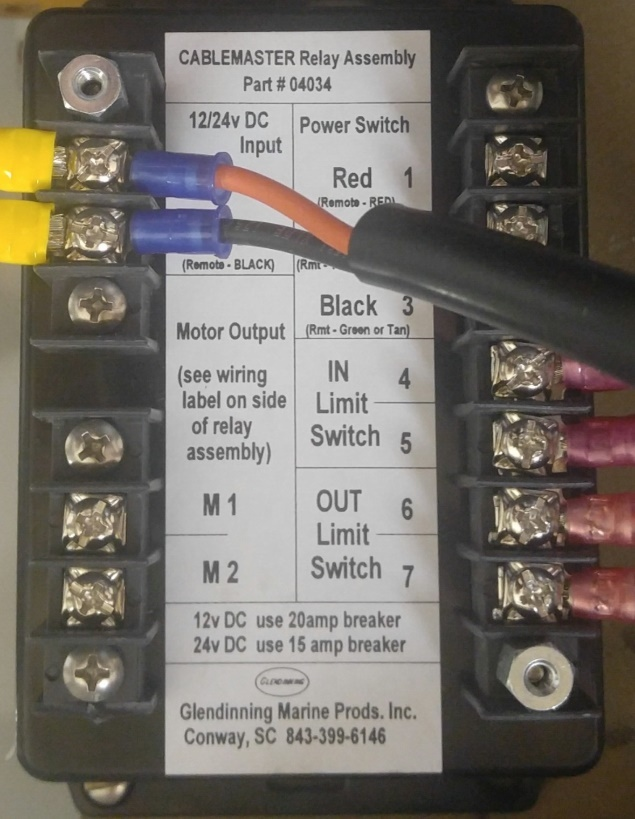 CABLEMASTER Relay Assembly
Part # 04034
12/24v DC
Input
(Remote - BLACK)
Power Switch
Red 1
(Remote - RED)
(Rmt -
Black 3
(Rmt - Green or Tan)
Motor Output
(see wiring
label on side
of relay
assembly)
M 1
M 2
IN
Limit
Switch
4
5
OUT
Limit
Switch
6
7
12v DC use 20amp breaker
24v DC use 15 amp breaker
GLENDINNING
Glendinning Marine Prods. Inc.
Conway, SC 843-399-6146